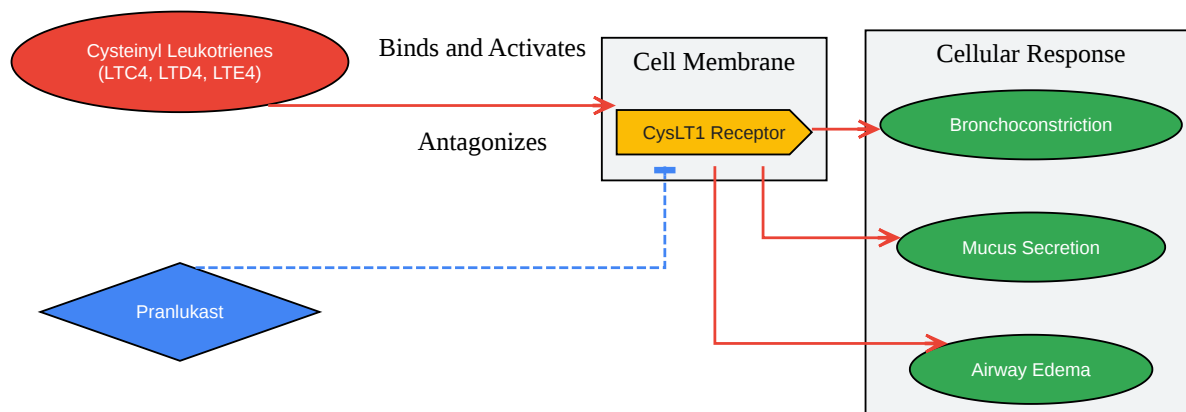 Cysteinyl Leukotrienes
(LTC4, LTD4, LTE4)
Binds and Activates
Antagonizes
Cell Membrane
CysLT1 Receptor
Cellular Response
Bronchoconstriction
Mucus Secretion
Airway Edema
Pranlukast